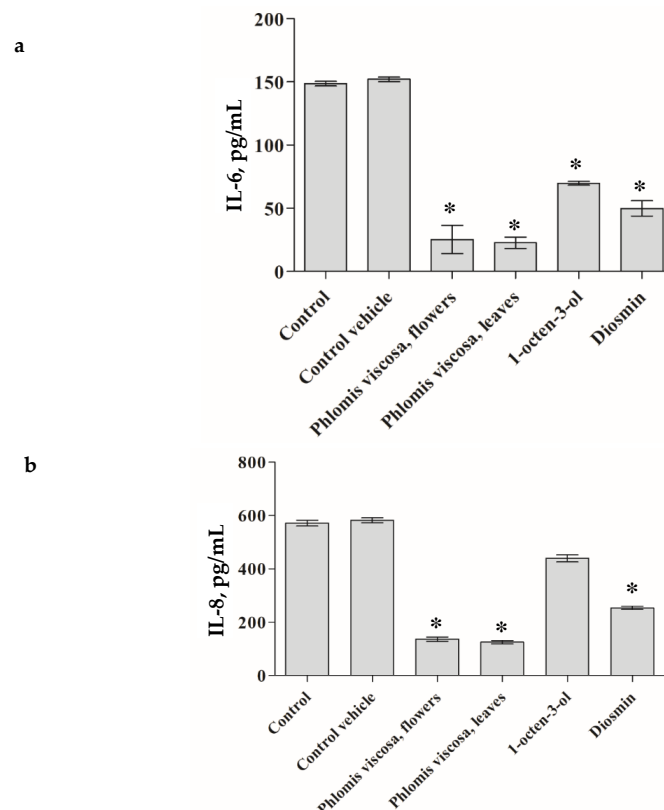 a
IL-6, pg/mL
200
150
100
50
0
*
*
*
*
Control
Control vehicle
Phlomis viscosa, flowers
Phlomis viscosa, leaves
1-octen-3-ol
Diosmin
b
IL-8, pg/mL
800
600
400
200
0
*
*
*
Control
Control vehicle
Phlomis viscosa, flowers
Phlomis viscosa, leaves
1-octen-3-ol
Diosmin